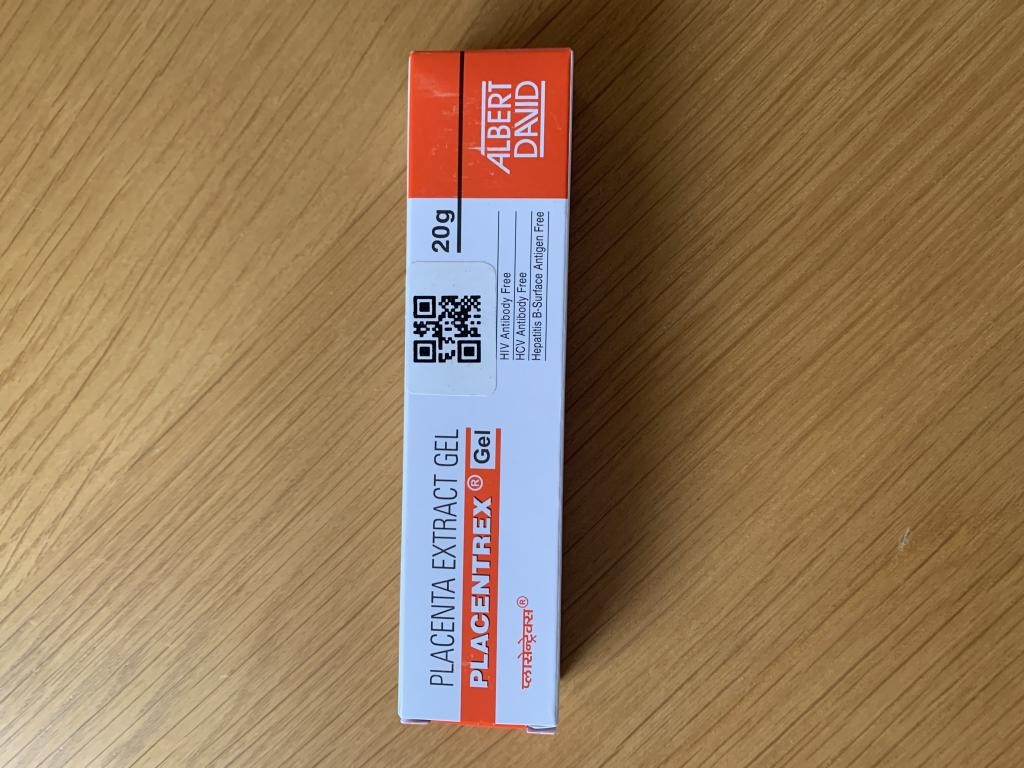 PLACENTA EXTRACT GEL
PLACENTREX® Gel
प्लासेन्ट्रेक्स®
20g
HIV Antibody Free
HCV Antibody Free
Hepatitis B-Surface Antigen Free
ALBERT
DAVID